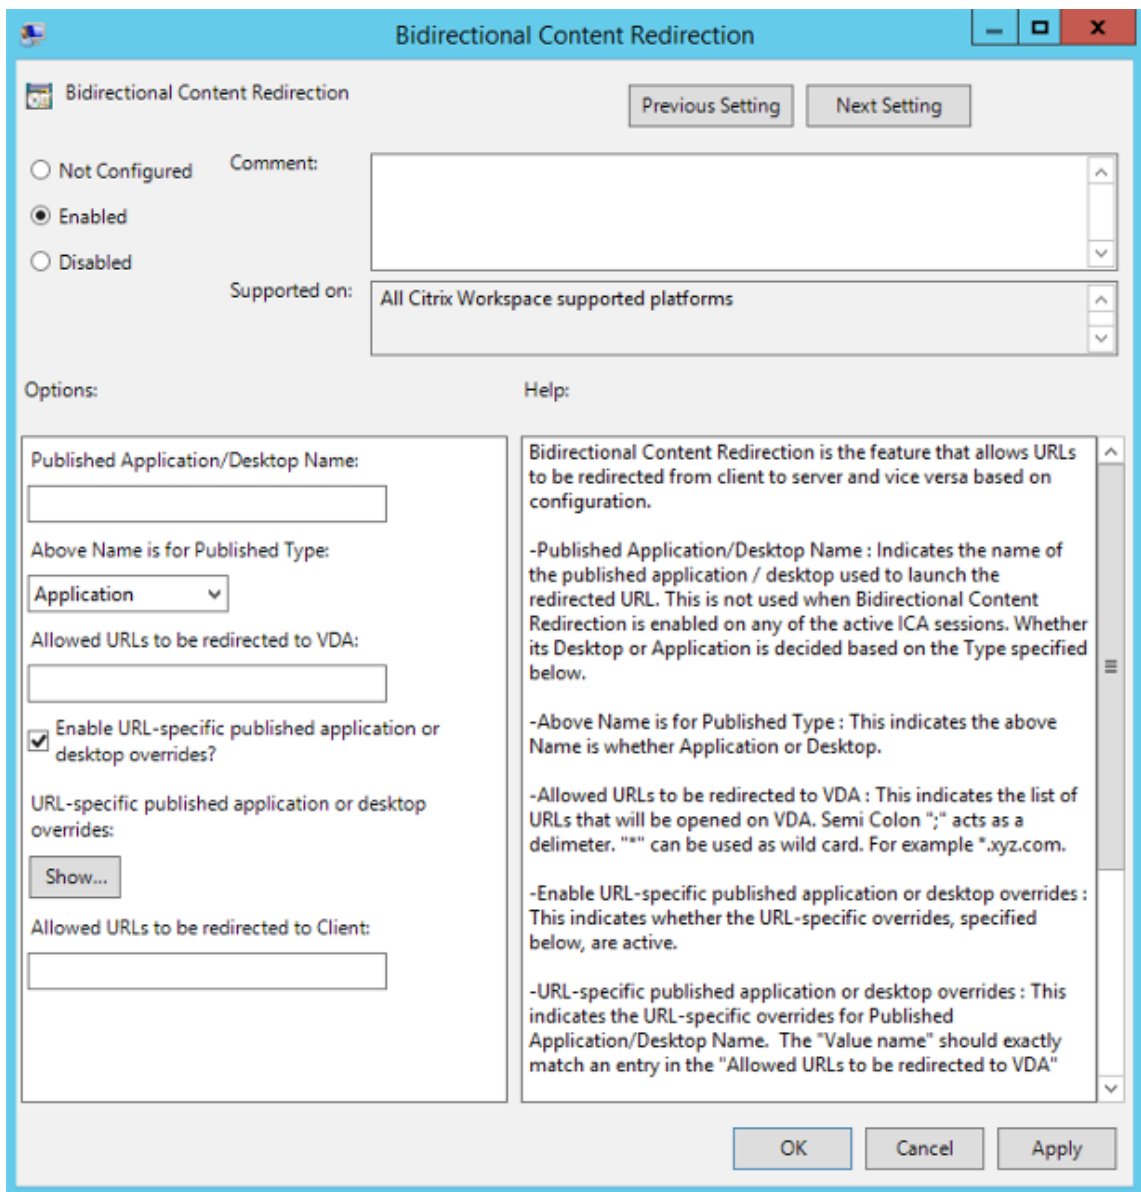 Bidirectional Content Redirection
x
Bidirectional Content Redirection
Previous Setting
Next Setting
Not Configured
Enabled
Disabled
Comment:
Supported on:
All Citrix Workspace supported platforms
Options:
Help:
Published Application/Desktop Name:
Above Name is for Published Type:
Application
Allowed URLs to be redirected to VDA:
Enable URL-specific published application or
desktop overrides?
URL-specific published application or desktop
overrides:
Show...
Allowed URLs to be redirected to Client:
Bidirectional Content Redirection is the feature that allows URLs
to be redirected from client to server and vice versa based on
configuration.
-Published Application/Desktop Name : Indicates the name of
the published application / desktop used to launch the
redirected URL. This is not used when Bidirectional Content
Redirection is enabled on any of the active ICA sessions. Whether
its Desktop or Application is decided based on the Type specified
below.
-Above Name is for Published Type : This indicates the above
Name is whether Application or Desktop.
-Allowed URLs to be redirected to VDA : This indicates the list of
URLs that will be opened on VDA. Semi Colon ";" acts as a
delimeter. "*" can be used as wild card. For example *.xyz.com.
-Enable URL-specific published application or desktop overrides :
This indicates whether the URL-specific overrides, specified
below, are active.
-URL-specific published application or desktop overrides : This
indicates the URL-specific overrides for Published
Application/Desktop Name.  The "Value name" should exactly
match an entry in the "Allowed URLs to be redirected to VDA"
OK
Cancel
Apply